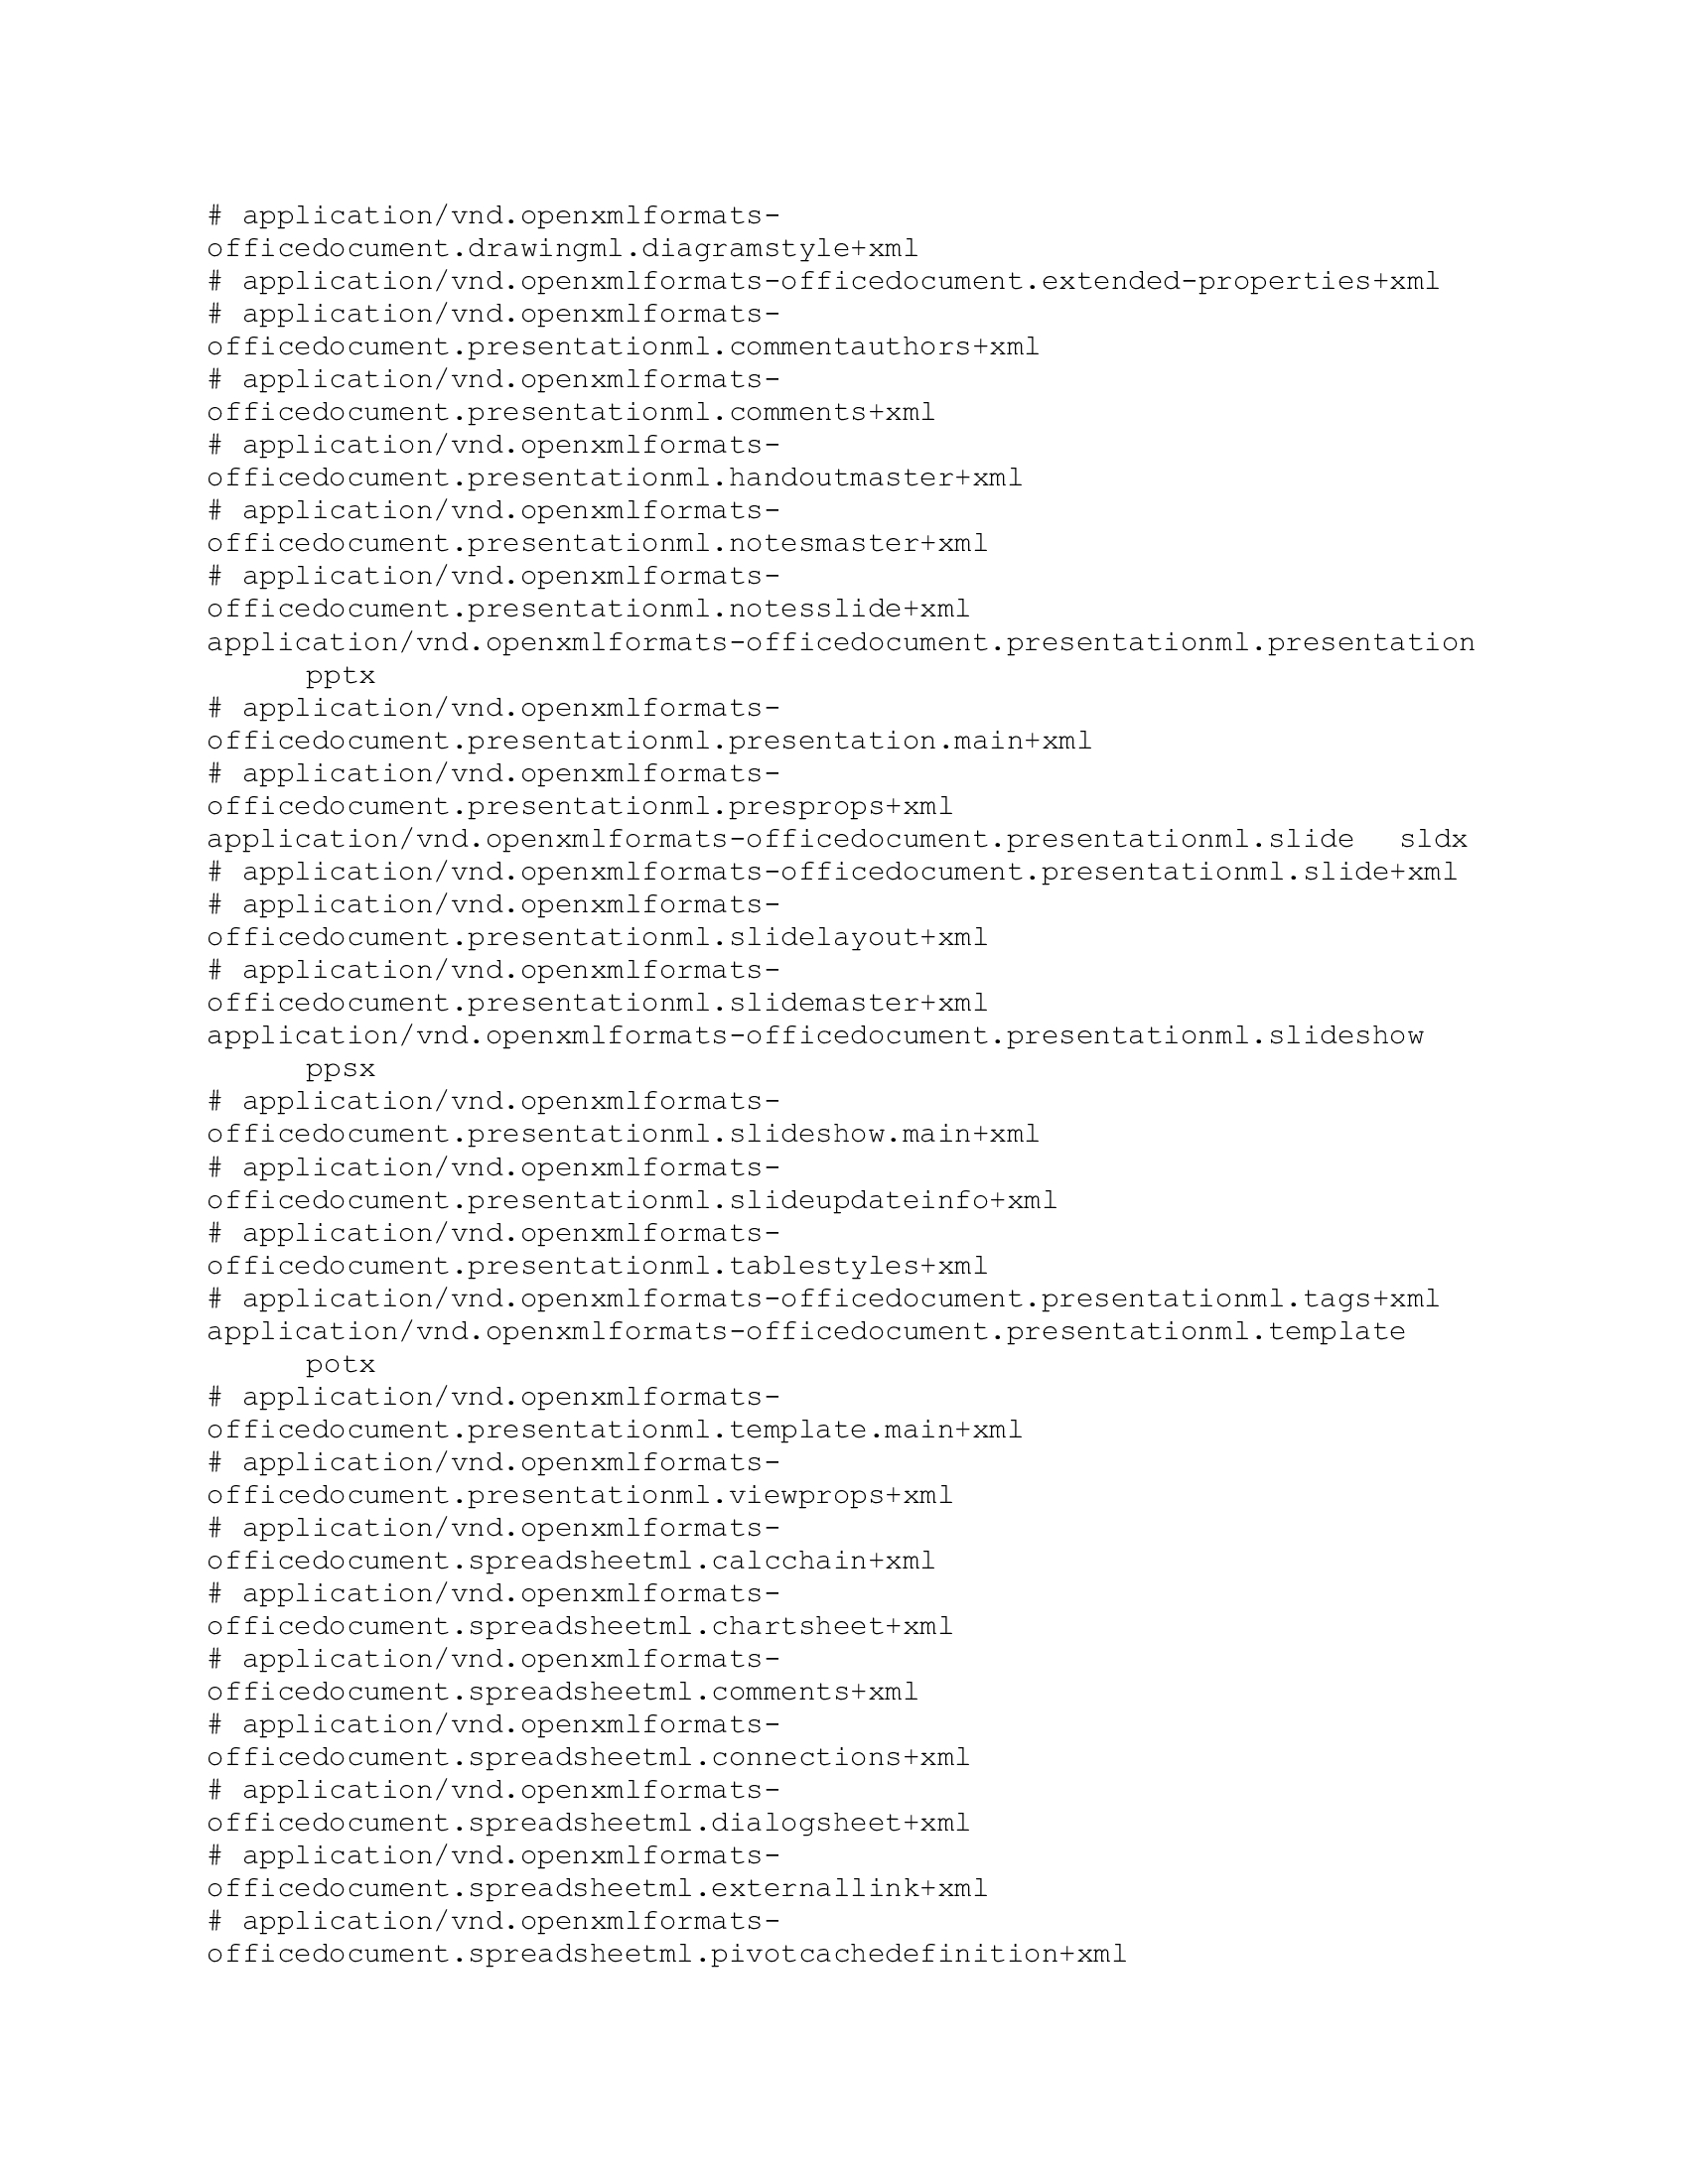 # application/vnd.openxmlformats-
officedocument.drawingml.diagramstyle+xml
# application/vnd.openxmlformats-officedocument.extended-properties+xml
# application/vnd.openxmlformats-
officedocument.presentationml.commentauthors+xml
# application/vnd.openxmlformats-
officedocument.presentationml.comments+xml
# application/vnd.openxmlformats-
officedocument.presentationml.handoutmaster+xml
# application/vnd.openxmlformats-
officedocument.presentationml.notesmaster+xml
# application/vnd.openxmlformats-
officedocument.presentationml.notesslide+xml
application/vnd.openxmlformats-officedocument.presentationml.presentation
pptx
# application/vnd.openxmlformats-
officedocument.presentationml.presentation.main+xml
# application/vnd.openxmlformats-
officedocument.presentationml.presprops+xml
application/vnd.openxmlformats-officedocument.presentationml.slide sldx
# application/vnd.openxmlformats-officedocument.presentationml.slide+xml
# application/vnd.openxmlformats-
officedocument.presentationml.slidelayout+xml
# application/vnd.openxmlformats-
officedocument.presentationml.slidemaster+xml
application/vnd.openxmlformats-officedocument.presentationml.slideshow
ppsx
# application/vnd.openxmlformats-
officedocument.presentationml.slideshow.main+xml
# application/vnd.openxmlformats-
officedocument.presentationml.slideupdateinfo+xml
# application/vnd.openxmlformats-
officedocument.presentationml.tablestyles+xml
# application/vnd.openxmlformats-officedocument.presentationml.tags+xml
application/vnd.openxmlformats-officedocument.presentationml.template
potx
# application/vnd.openxmlformats-
officedocument.presentationml.template.main+xml
# application/vnd.openxmlformats-
officedocument.presentationml.viewprops+xml
# application/vnd.openxmlformats-
officedocument.spreadsheetml.calcchain+xml
# application/vnd.openxmlformats-
officedocument.spreadsheetml.chartsheet+xml
# application/vnd.openxmlformats-
officedocument.spreadsheetml.comments+xml
# application/vnd.openxmlformats-
officedocument.spreadsheetml.connections+xml
# application/vnd.openxmlformats-
officedocument.spreadsheetml.dialogsheet+xml
# application/vnd.openxmlformats-
officedocument.spreadsheetml.externallink+xml
# application/vnd.openxmlformats-
officedocument.spreadsheetml.pivotcachedefinition+xml